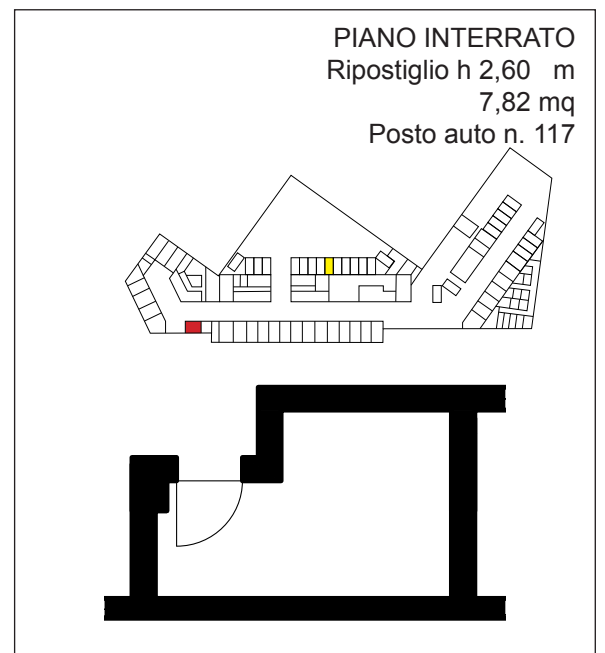 PIANO INTERRATO
Ripostiglio h 2,60 m
7,82 mq
Posto auto n. 117